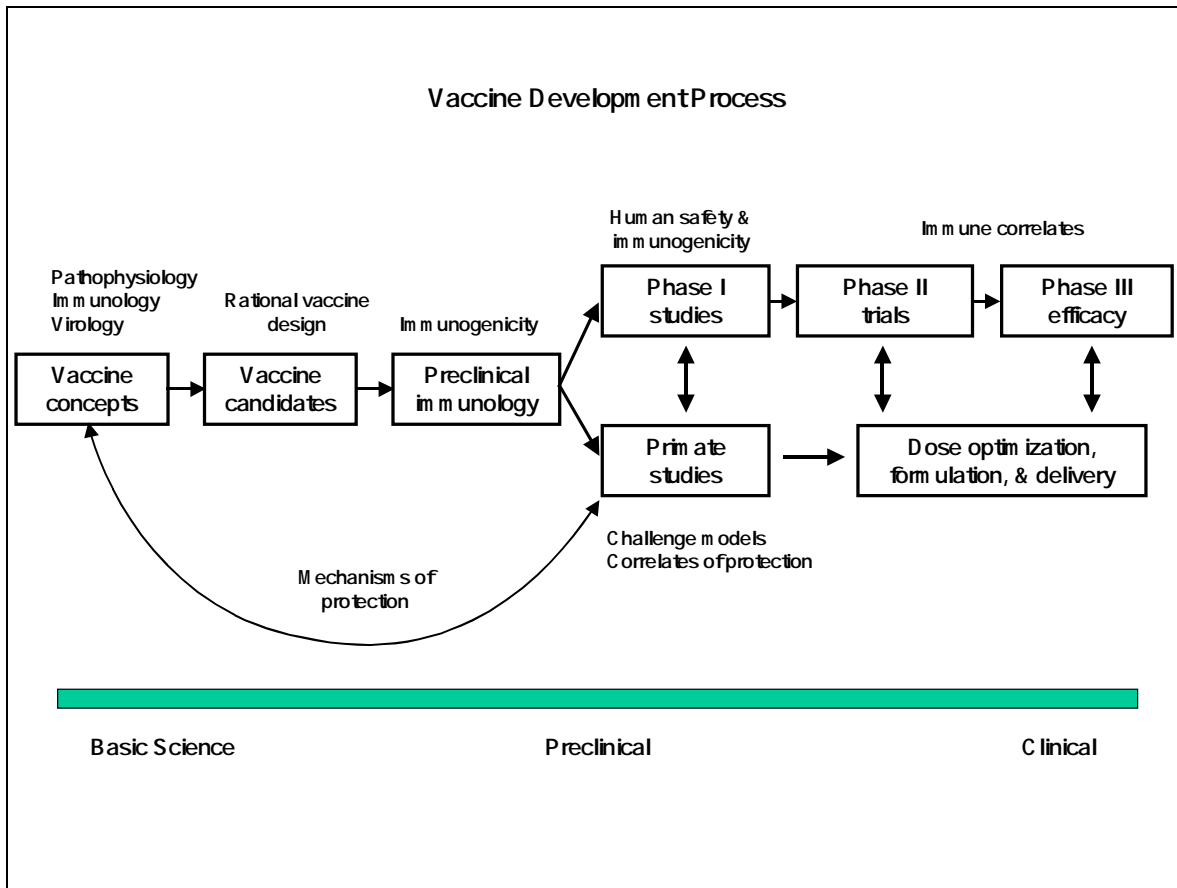 Vaccine Development Process
Human safety &
immunogenicity
Immune correlates
Pathophysiology
Immunology
Virology
Rational vaccine
design
Immunogenicity
Phase I
studies
Phase II
trials
Phase III
efficacy
Vaccine
concepts
Vaccine
candidates
Preclinical
immunology
Primate
studies
Dose optimization,
formulation, & delivery
Challenge models
Correlates of protection
Mechanisms of
protection
Basic Science
Preclinical
Clinical